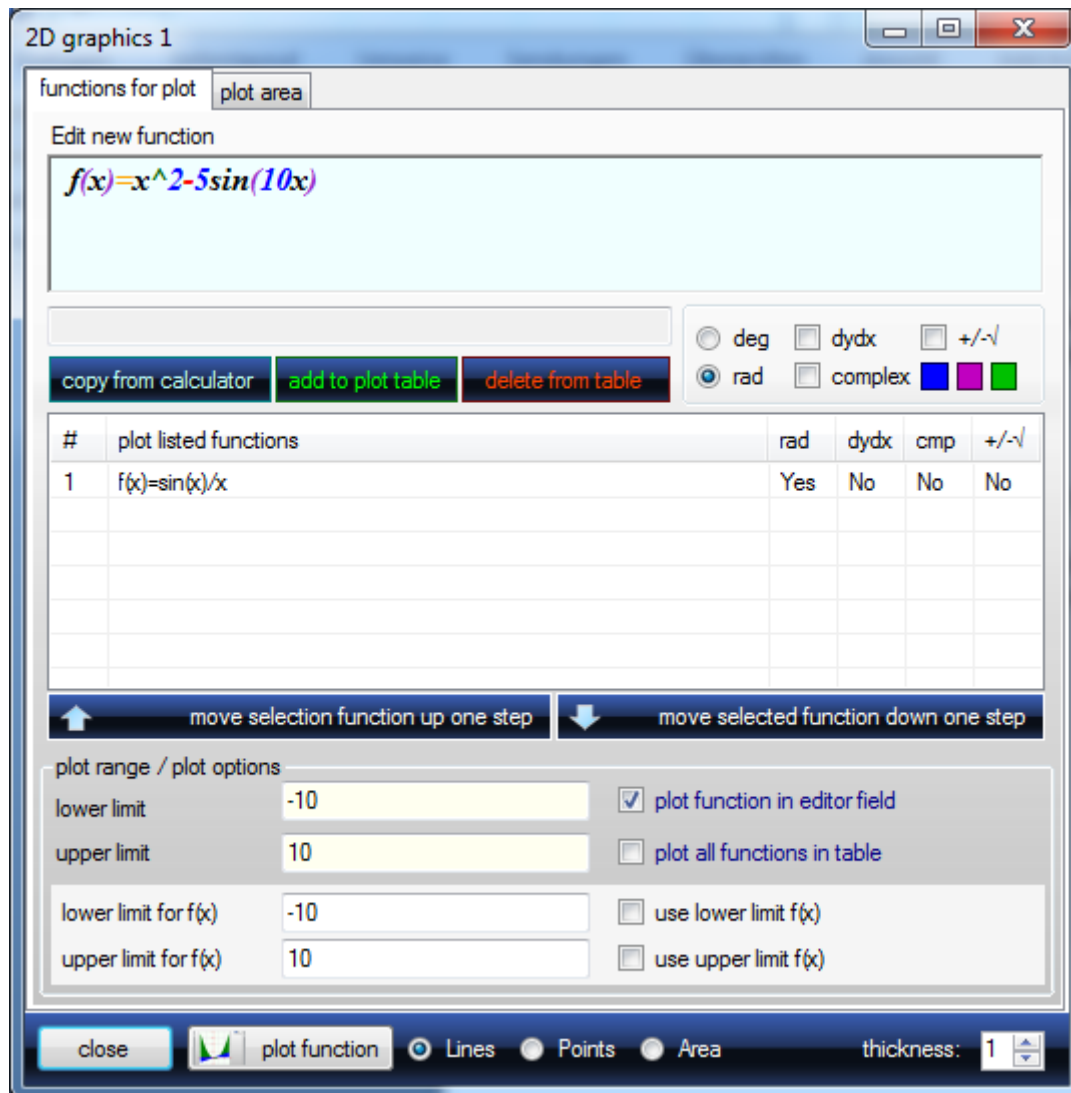 2D graphics 1
functions for plot plot area
Edit new function
f(x)=x^2-5sin(10x)
deg dydx +/-√
copy from calculator add to plot table delete from table rad complex
# plot listed functions rad dydx cmp +/-√
1 f(x)=sin(x)/x Yes No No No
move selection function up one step move selected function down one step
plot range / plot options
lower limit -10 plot function in editor field
upper limit 10 plot all functions in table
lower limit for f(x) -10 use lower limit f(x)
upper limit for f(x) 10 use upper limit f(x)
close plot function Lines Points Area thickness: 1